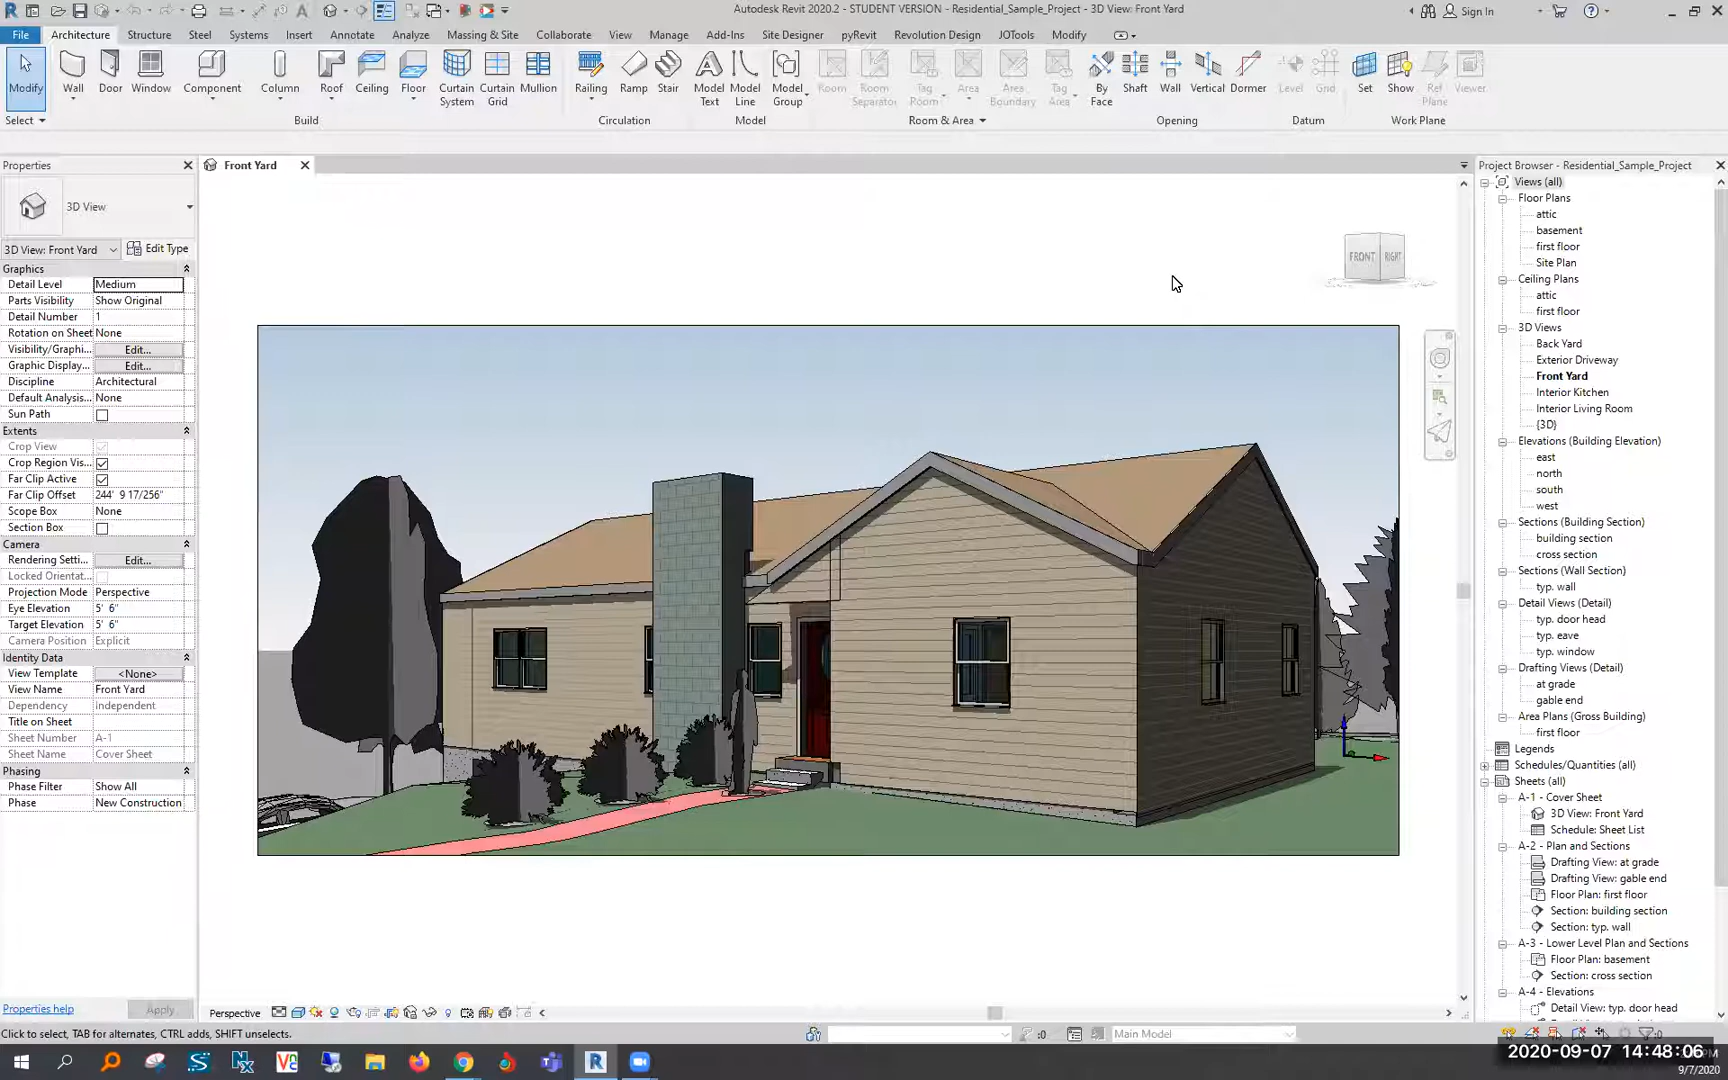 Autodesk Revit 2020.2 - STUDENT VERSION - Residential_Sample_Project - 3D View: Front Yard
Sign In
File Architecture Structure Steel Systems Insert Annotate Analyze Massing & Site Collaborate View Manage Add-Ins Site Designer pyRevit Revolution Design JOTools Modify
Modify Wall Door Window Component Column Roof Ceiling Floor Curtain System Curtain Grid Mullion Railing Ramp Stair Model Text Model Line Model Group Room Room Separator Tag Room Area Area Boundary Tag Area By Face Shaft Wall Vertical Dormer Level Grid Set Show Ref Plane Viewer
Select Build Circulation Model Room & Area Opening Datum Work Plane
Properties
3D View
3D View: Front Yard Edit Type
Graphics
Detail Level Medium
Parts Visibility Show Original
Detail Number 1
Rotation on Sheet None
Visibility/Graphi... Edit...
Graphic Display... Edit...
Discipline Architectural
Default Analysis... None
Sun Path
Extents
Crop View
Crop Region Vis...
Far Clip Active
Far Clip Offset 244' 9 17/256"
Scope Box None
Section Box
Camera
Rendering Setti... Edit...
Locked Orientat...
Projection Mode Perspective
Eye Elevation 5' 6"
Target Elevation 5' 6"
Camera Position Explicit
Identity Data
View Template <None>
View Name Front Yard
Dependency Independent
Title on Sheet
Sheet Number A-1
Sheet Name Cover Sheet
Phasing
Phase Filter Show All
Phase New Construction
Properties help Apply
Front Yard
FRONT RIGHT
Project Browser - Residential_Sample_Project
Views (all)
Floor Plans
attic
basement
first floor
Site Plan
Ceiling Plans
attic
first floor
3D Views
Back Yard
Exterior Driveway
Front Yard
Interior Kitchen
Interior Living Room
{3D}
Elevations (Building Elevation)
east
north
south
west
Sections (Building Section)
building section
cross section
Sections (Wall Section)
typ. wall
Detail Views (Detail)
typ. door head
typ. eave
typ. window
Drafting Views (Detail)
at grade
gable end
Area Plans (Gross Building)
first floor
Legends
Schedules/Quantities (all)
Sheets (all)
A-1 - Cover Sheet
3D View: Front Yard
Schedule: Sheet List
A-2 - Plan and Sections
Drafting View: at grade
Drafting View: gable end
Floor Plan: first floor
Section: building section
Section: typ. wall
A-3 - Lower Level Plan and Sections
Floor Plan: basement
Section: cross section
A-4 - Elevations
Detail View: typ. door head
Perspective
Click to select, TAB for alternates, CTRL adds, SHIFT unselects.
:0 Main Model :0
2020-09-07 14:48:06
9/7/2020